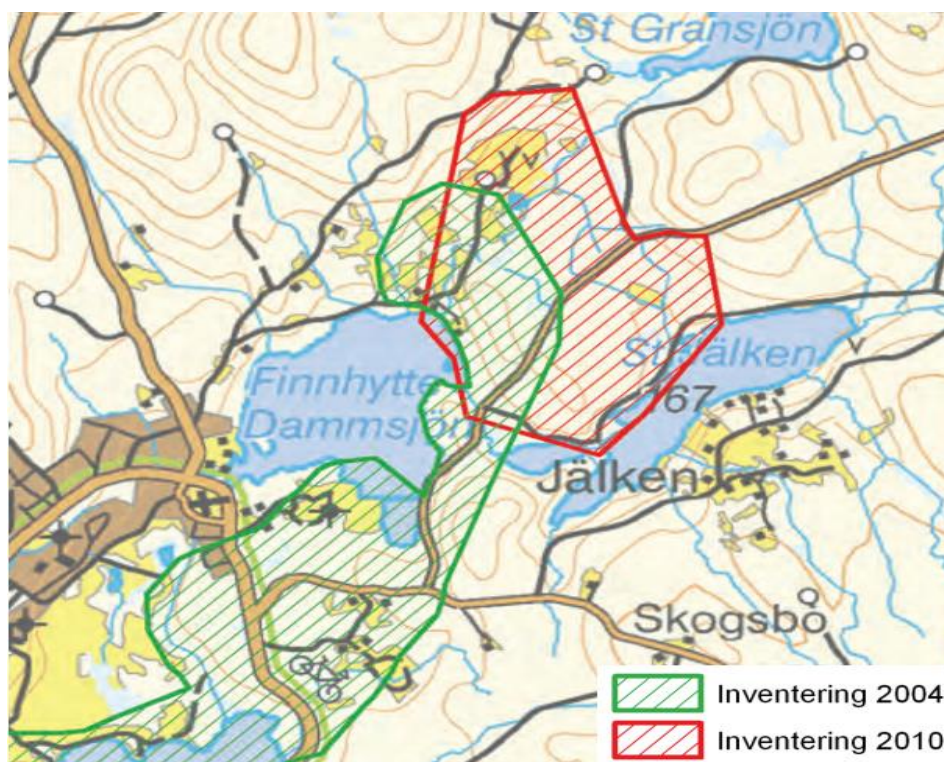 St Gransjön
Finnhytte
Dammsjön
St Jälken
167
Jälken
Skogsbo
Inventering 2004
Inventering 2010